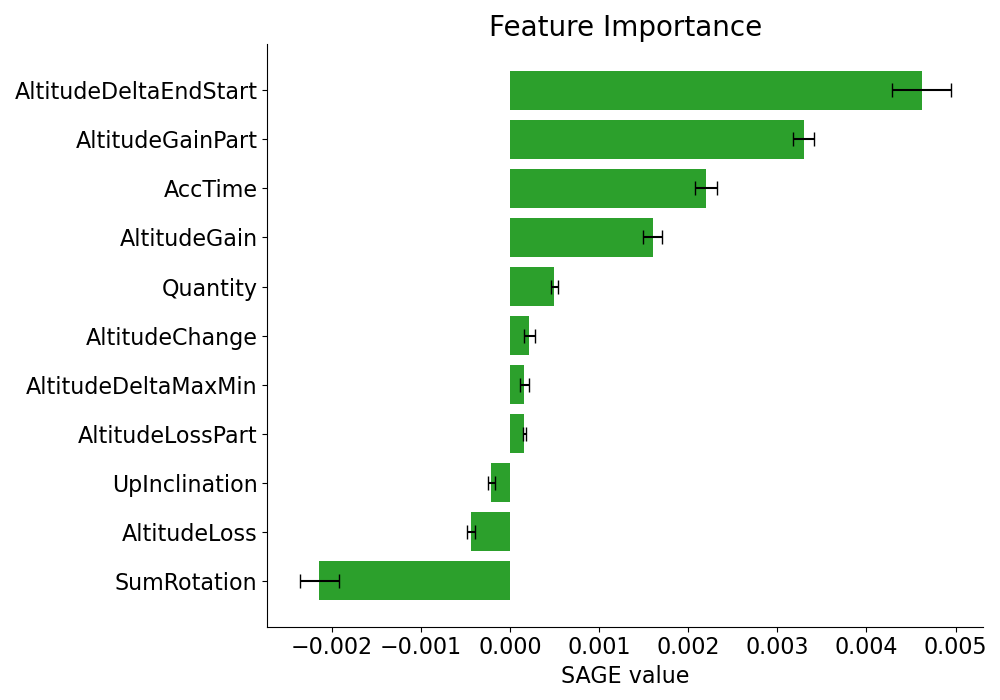 Feature Importance
AltitudeDeltaEndStart
AltitudeGainPart
AccTime
AltitudeGain
Quantity
AltitudeChange
AltitudeDeltaMaxMin
AltitudeLossPart
UpInclination
AltitudeLoss
SumRotation
−0.002 −0.001 0.000 0.001 0.002 0.003 0.004 0.005
SAGE value